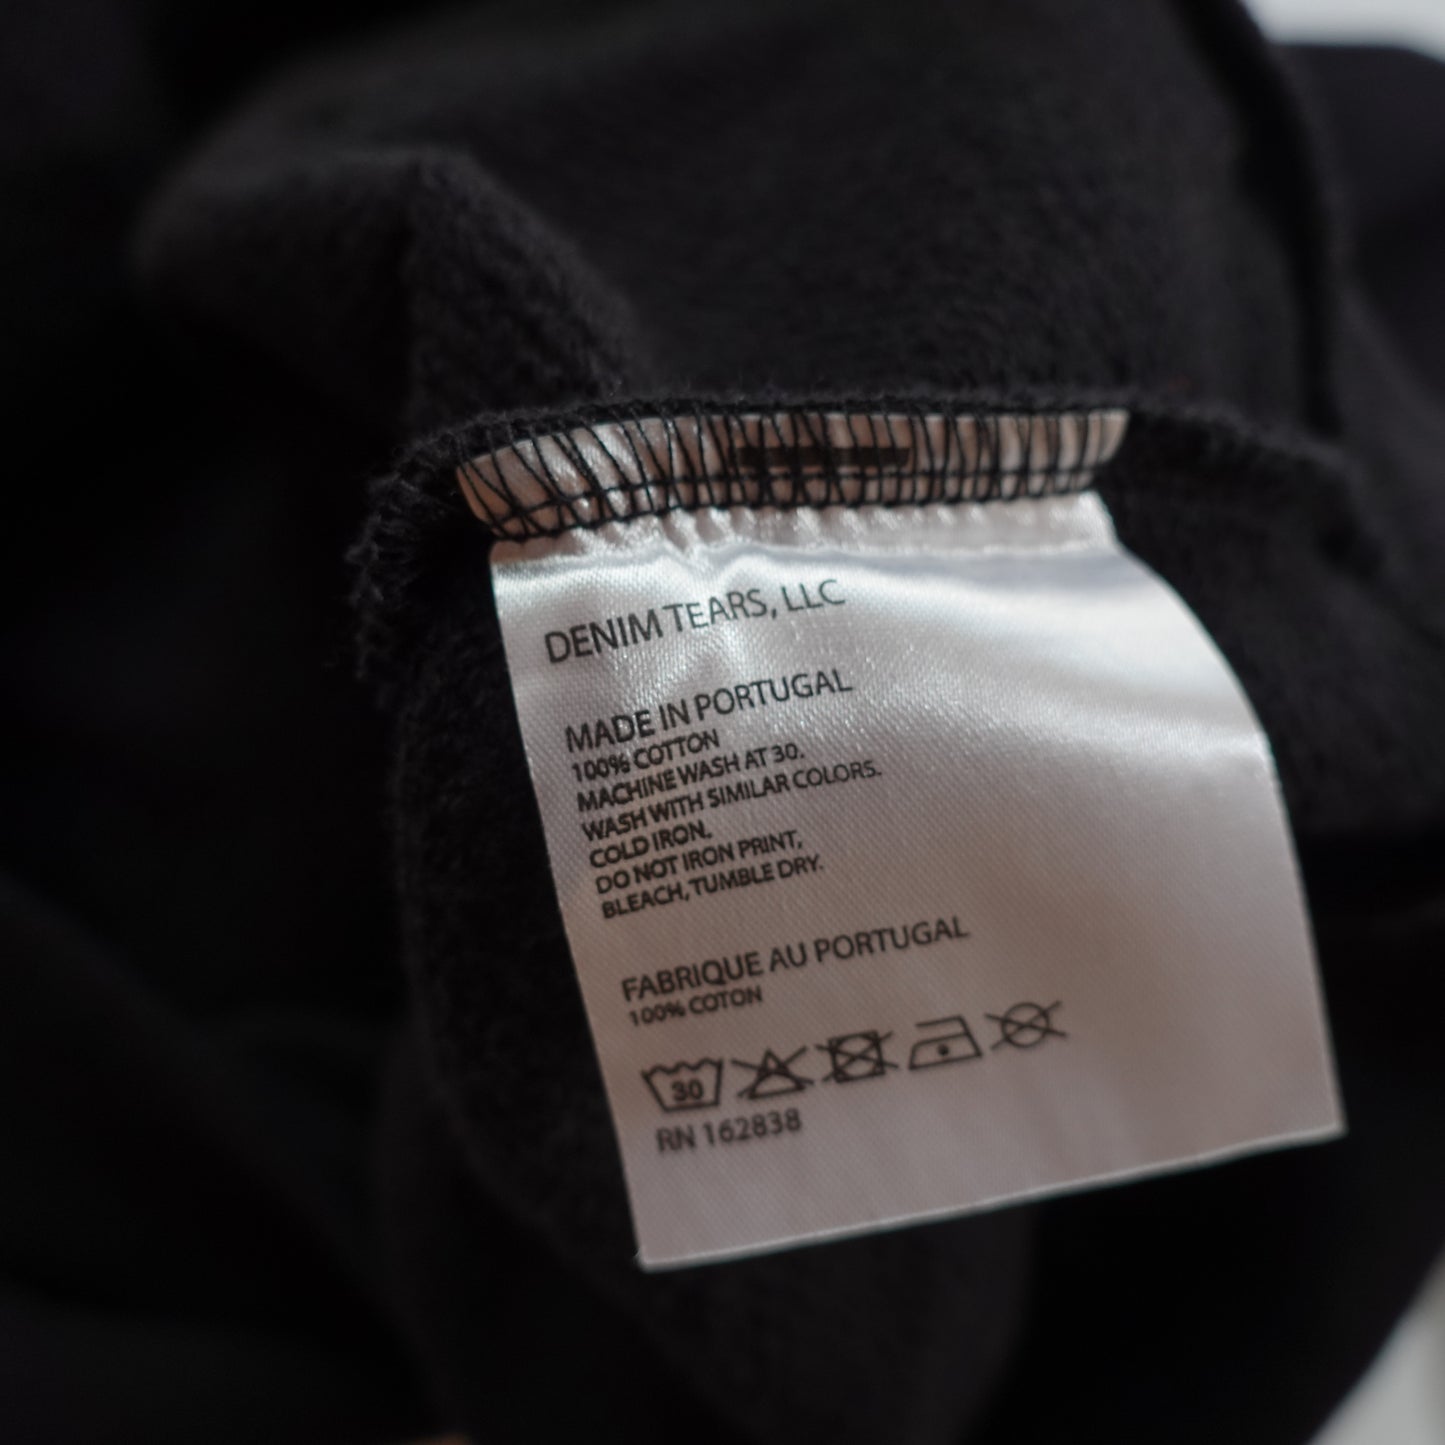 DENIM TEARS, LLC
MADE IN PORTUGAL
100% COTTON
MACHINE WASH AT 30.
WASH WITH SIMILAR COLORS.
COLD IRON.
DO NOT IRON PRINT,
BLEACH, TUMBLE DRY.
FABRIQUE AU PORTUGAL
100% COTON
30
RN 162838